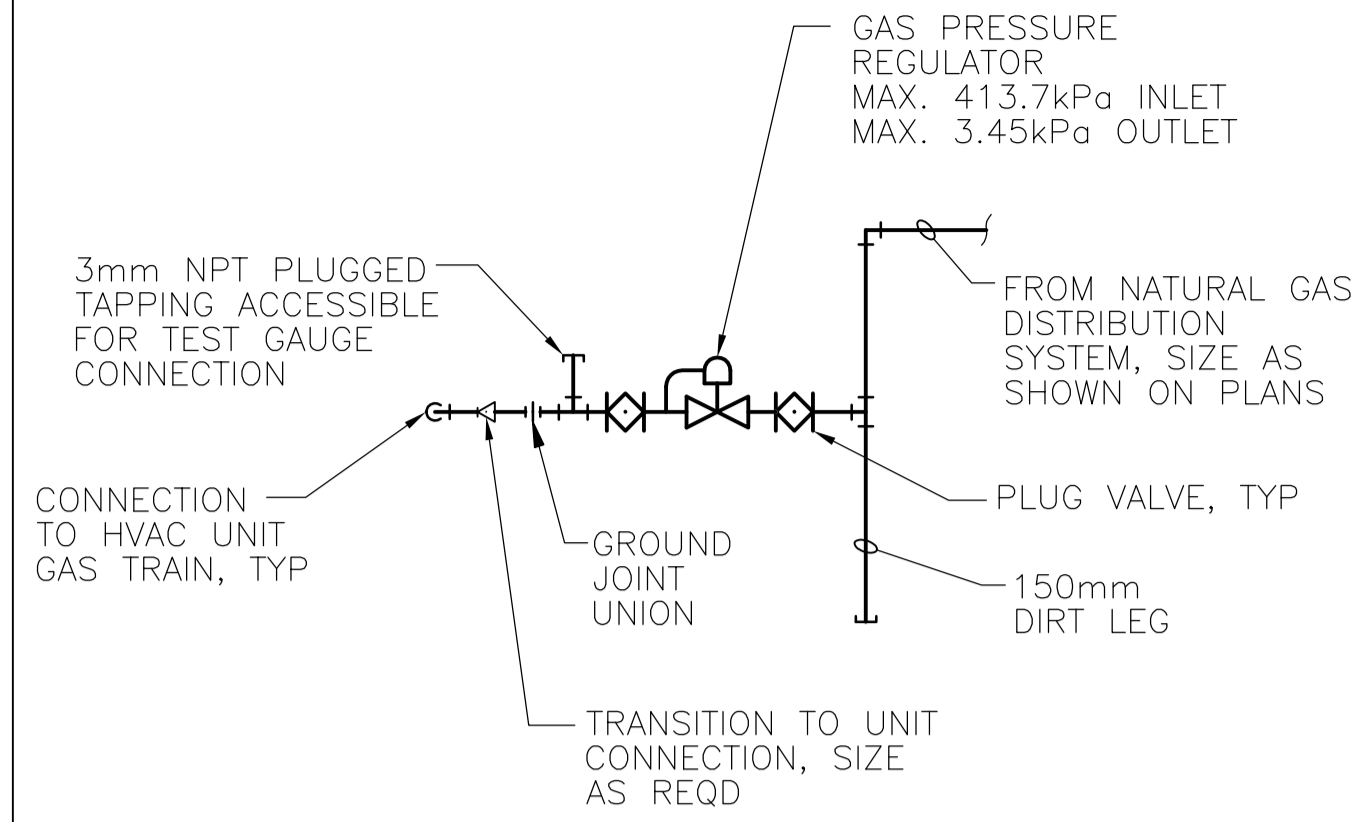 GAS PRESSURE
REGULATOR
MAX. 413.7kPa INLET
MAX. 3.45kPa OUTLET
3mm NPT PLUGGED
TAPPING ACCESSIBLE
FOR TEST GAUGE
CONNECTION
FROM NATURAL GAS
DISTRIBUTION
SYSTEM, SIZE AS
SHOWN ON PLANS
CONNECTION
TO HVAC UNIT
GAS TRAIN, TYP
GROUND
JOINT
UNION
PLUG VALVE, TYP
150mm
DIRT LEG
TRANSITION TO UNIT
CONNECTION, SIZE
AS REQD